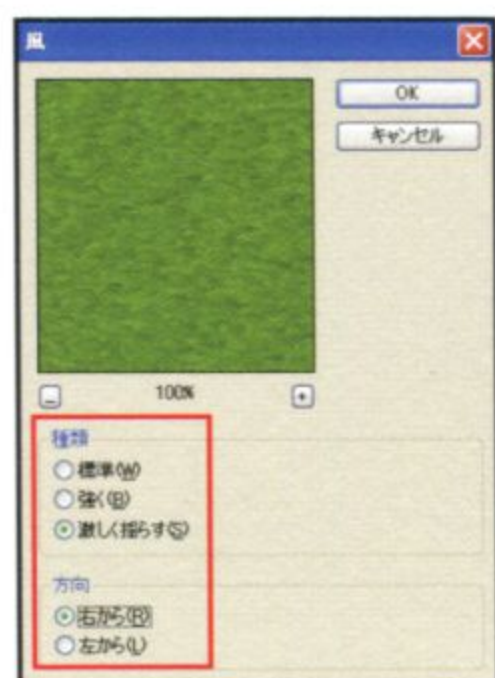 風
OK
キャンセル
100%
種類
標準(W)
強く(B)
激しく揺らす(S)
方向
右から(R)
左から(L)